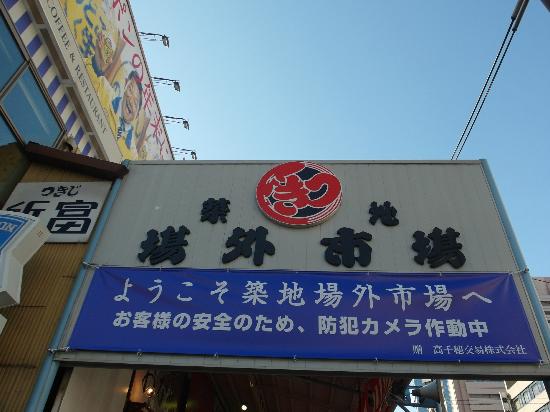 COFFEE & RESTAURANT
つきじ
築地
場外市場
ようこそ築地場外市場へ
お客様の安全のため、防犯カメラ作動中
贈 高千穂交易株式会社